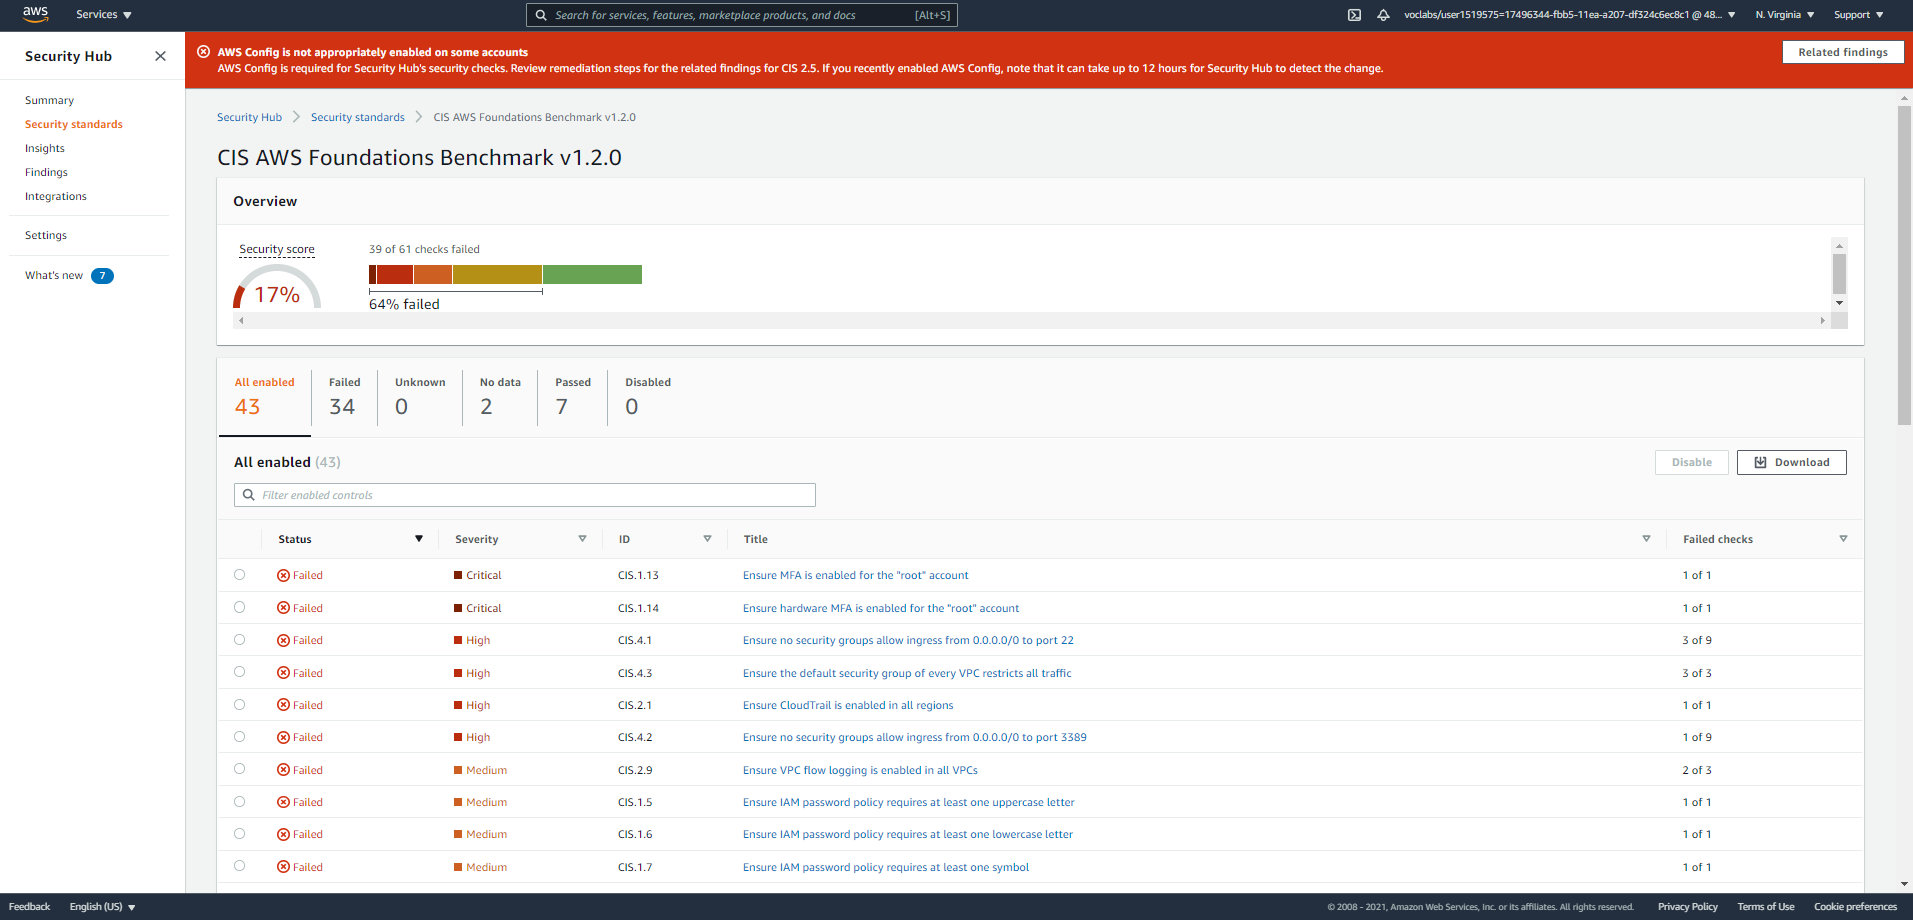 aws
Services
Search for services, features, marketplace products, and docs [Alt+S]
voclabs/user1519575=17496344-fbb5-11ea-a207-df324c6ec8c1 @ 48...
N. Virginia
Support
Security Hub
AWS Config is not appropriately enabled on some accounts
AWS Config is required for Security Hub's security checks. Review remediation steps for the related findings for CIS 2.5. If you recently enabled AWS Config, note that it can take up to 12 hours for Security Hub to detect the change.
Related findings
Summary
Security standards
Insights
Findings
Integrations
Settings
What's new 7
Security Hub > Security standards > CIS AWS Foundations Benchmark v1.2.0
CIS AWS Foundations Benchmark v1.2.0
Overview
Security score
17%
39 of 61 checks failed
64% failed
All enabled 43
Failed 34
Unknown 0
No data 2
Passed 7
Disabled 0
All enabled (43)
Disable
Download
Filter enabled controls
Status Severity ID Title Failed checks
Failed Critical CIS.1.13 Ensure MFA is enabled for the "root" account 1 of 1
Failed Critical CIS.1.14 Ensure hardware MFA is enabled for the "root" account 1 of 1
Failed High CIS.4.1 Ensure no security groups allow ingress from 0.0.0.0/0 to port 22 3 of 9
Failed High CIS.4.3 Ensure the default security group of every VPC restricts all traffic 3 of 3
Failed High CIS.2.1 Ensure CloudTrail is enabled in all regions 1 of 1
Failed High CIS.4.2 Ensure no security groups allow ingress from 0.0.0.0/0 to port 3389 1 of 9
Failed Medium CIS.2.9 Ensure VPC flow logging is enabled in all VPCs 2 of 3
Failed Medium CIS.1.5 Ensure IAM password policy requires at least one uppercase letter 1 of 1
Failed Medium CIS.1.6 Ensure IAM password policy requires at least one lowercase letter 1 of 1
Failed Medium CIS.1.7 Ensure IAM password policy requires at least one symbol 1 of 1
Feedback English (US)
© 2008 - 2021, Amazon Web Services, Inc. or its affiliates. All rights reserved. Privacy Policy Terms of Use Cookie preferences